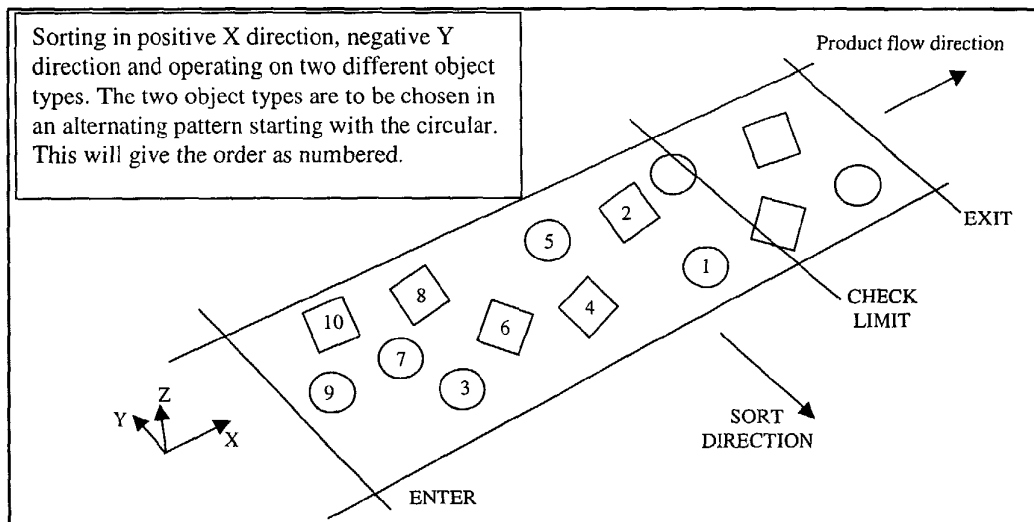 Sorting in positive X direction, negative Y
direction and operating on two different object
types. The two object types are to be chosen in
an alternating pattern starting with the circular.
This will give the order as numbered.
Product flow direction
EXIT
CHECK
LIMIT
SORT
DIRECTION
ENTER
2
5
1
8
4
10
6
7
9
3
Z
Y
X